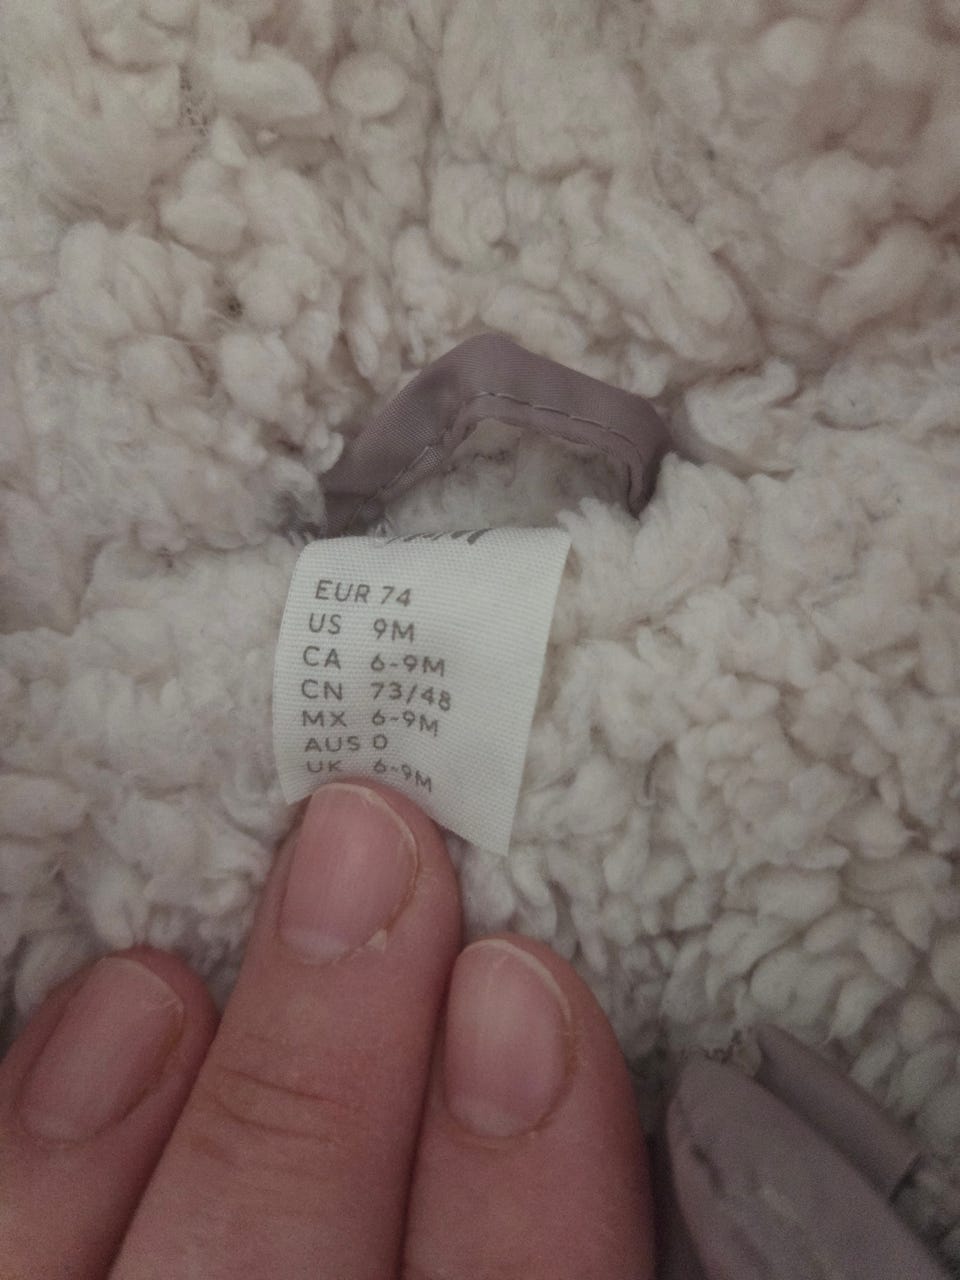 EUR 74
US 9M
CA 6-9M
CN 73/48
MX 6-9M
AUS 0
UK 6-9M